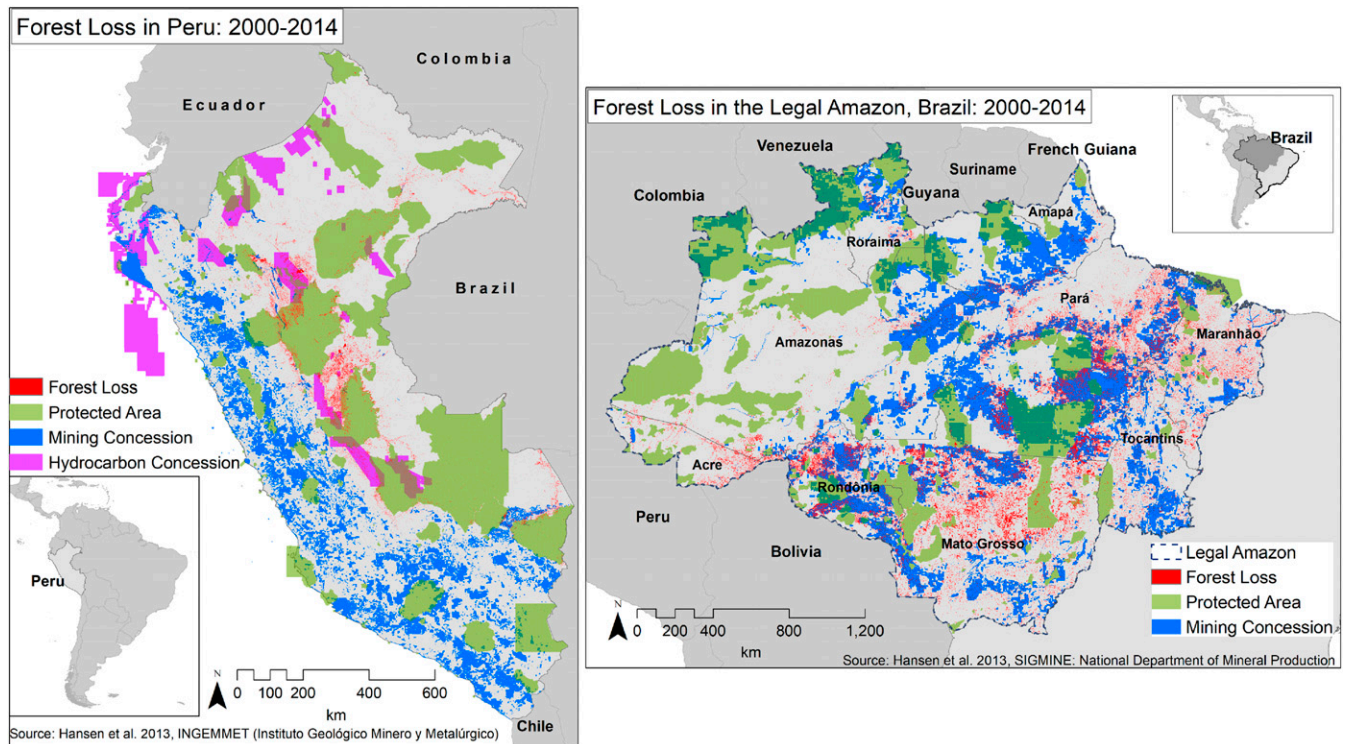 Forest Loss in Peru: 2000-2014
Colombia
Ecuador
Brazil
Forest Loss
Protected Area
Mining Concession
Hydrocarbon Concession
Peru
N
0 100 200 400 600
km
Chile
Source: Hansen et al. 2013, INGEMMET (Instituto Geológico Minero y Metalúrgico)
Forest Loss in the Legal Amazon, Brazil: 2000-2014
Brazil
Venezuela
Suriname
French Guiana
Colombia
Guyana
Amapá
Roraima
Pará
Maranhão
Amazonas
Tocantins
Acre
Rondônia
Peru
Mato Grosso
Bolivia
Legal Amazon
Forest Loss
Protected Area
Mining Concession
N
0 200 400 800 1,200
km
Source: Hansen et al. 2013, SIGMINE: National Department of Mineral Production